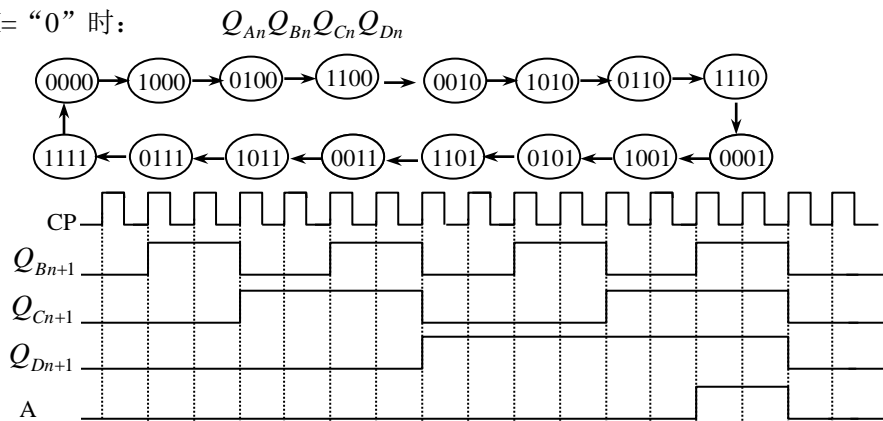 = “0” 时： Q_{An}Q_{Bn}Q_{Cn}Q_{Dn}
0000 1000 0100 1100 0010 1010 0110 1110
1111 0111 1011 0011 1101 0101 1001 0001
CP
Q_{Bn+1}
Q_{Cn+1}
Q_{Dn+1}
A